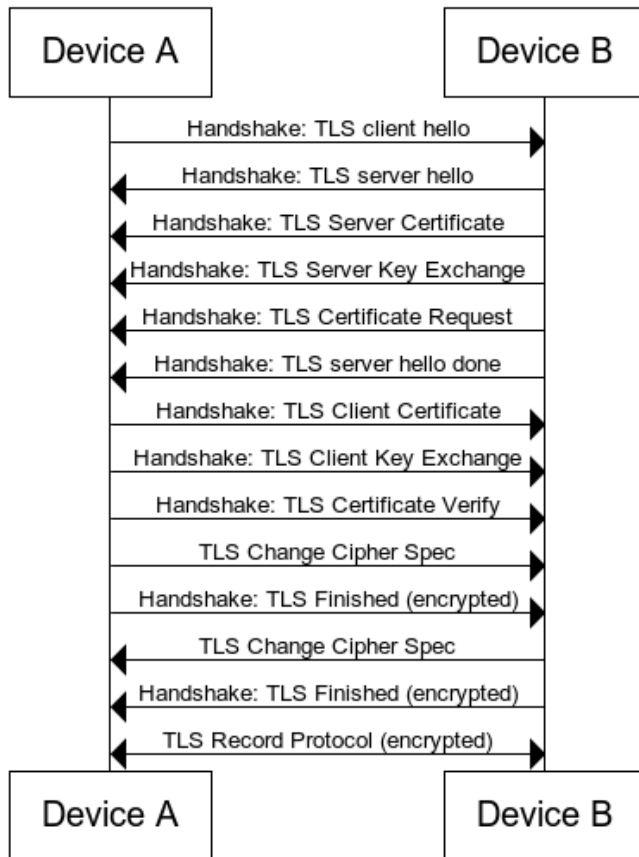 Device A
Device B
Handshake: TLS client hello
Handshake: TLS server hello
Handshake: TLS Server Certificate
Handshake: TLS Server Key Exchange
Handshake: TLS Certificate Request
Handshake: TLS server hello done
Handshake: TLS Client Certificate
Handshake: TLS Client Key Exchange
Handshake: TLS Certificate Verify
TLS Change Cipher Spec
Handshake: TLS Finished (encrypted)
TLS Change Cipher Spec
Handshake: TLS Finished (encrypted)
TLS Record Protocol (encrypted)
Device A
Device B